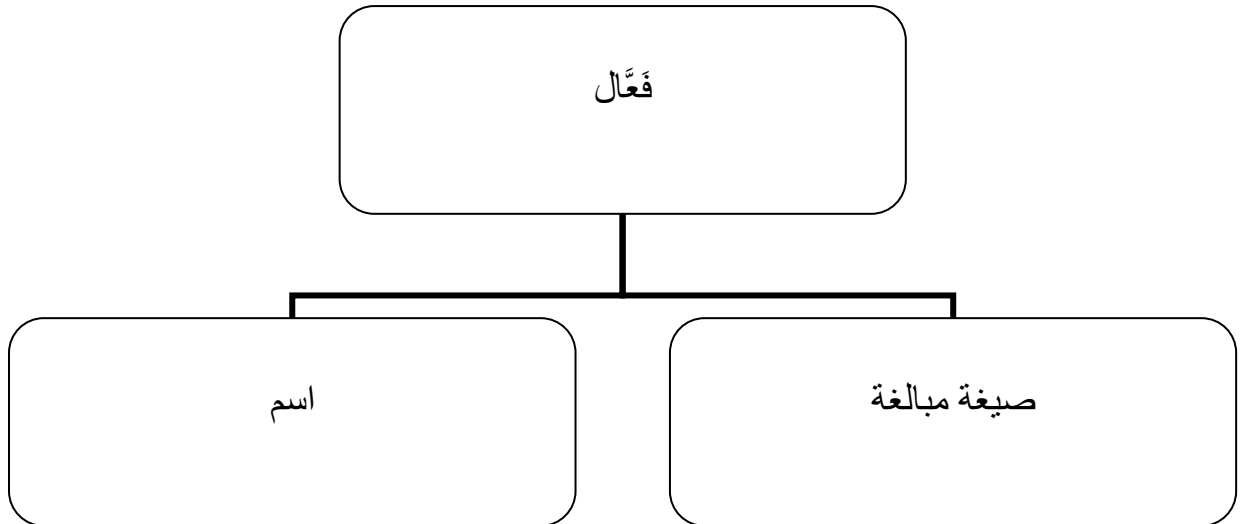 فَعَّال
صيغة مبالغة
اسم